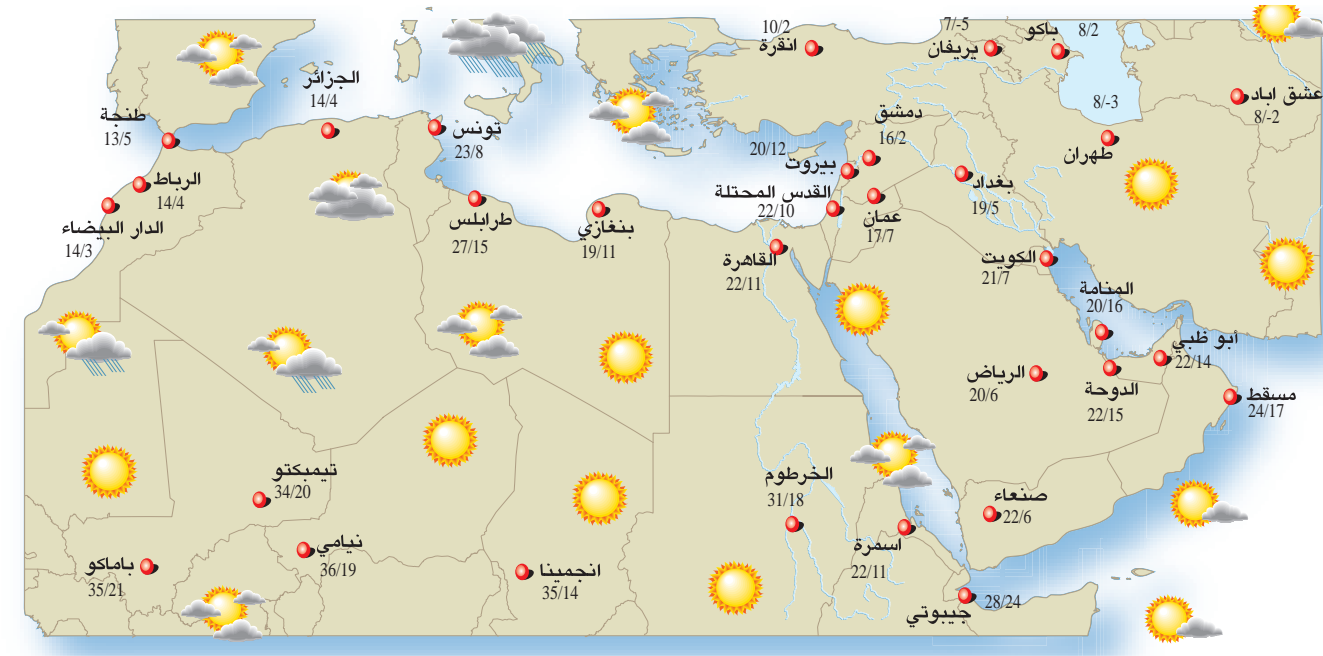 10/2
انقرة
7/-5
يريفان
باكو
8/2
عشق اباد
8/-2
8/-3
طهران
الجزائر
14/4
طنجة
13/5
تونس
23/8
دمشق
16/2
20/12
بيروت
بغداد
19/5
الرباط
14/4
القدس المحتلة
22/10
عمان
17/7
الدار البيضاء
14/3
طرابلس
27/15
بنغازي
19/11
القاهرة
22/11
الكويت
21/7
المنامة
20/16
أبو ظبي
22/14
الرياض
20/6
الدوحة
22/15
مسقط
24/17
تيمبكتو
34/20
الخرطوم
31/18
صنعاء
22/6
اسمرة
22/11
نيامي
36/19
باماكو
35/21
انجمينا
35/14
جيبوتي
28/24